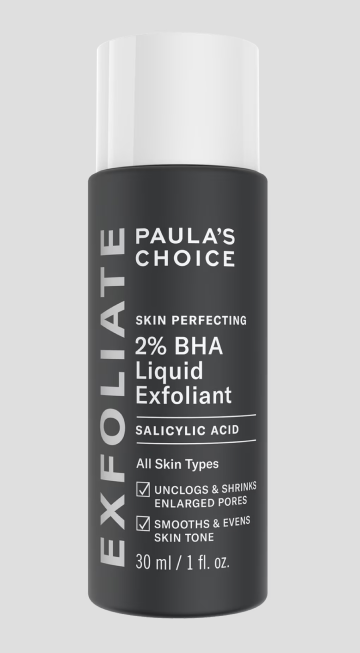 EXFOLIATE
PAULA'S
CHOICE
SKIN PERFECTING
2% BHA
Liquid
Exfoliant
SALICYLIC ACID
All Skin Types
☑ UNCLOGS & SHRINKS
ENLARGED PORES
☑ SMOOTHS & EVENS
SKIN TONE
30 ml / 1 fl. oz.